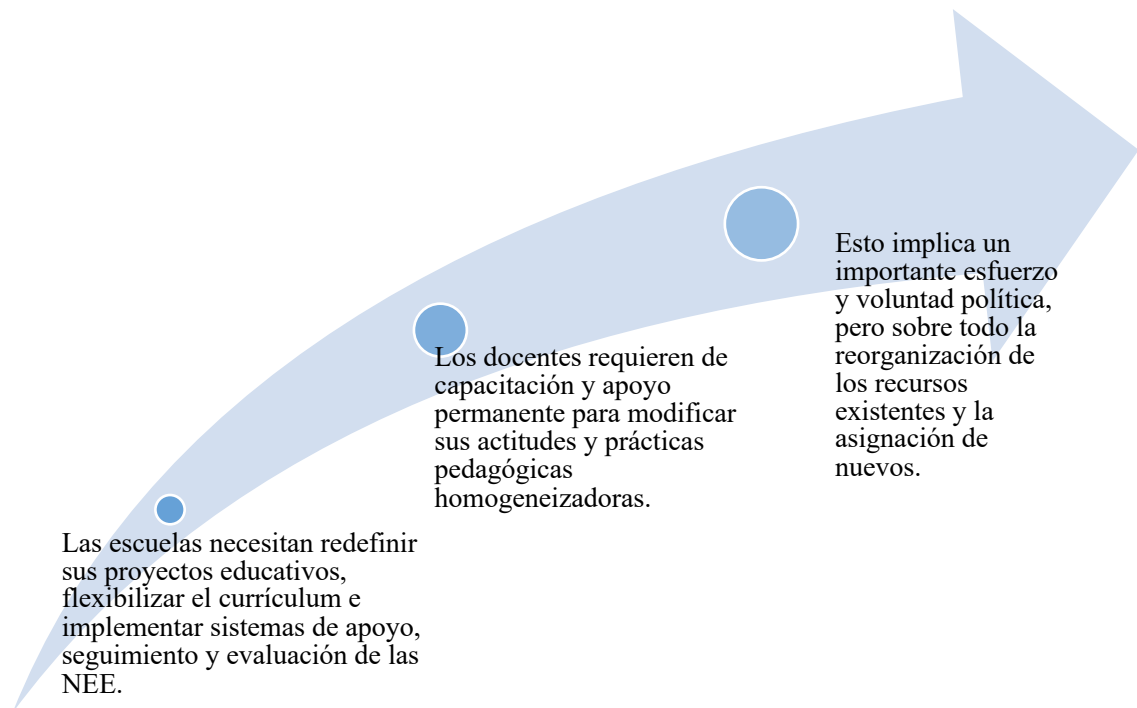 Las escuelas necesitan redefinir
sus proyectos educativos,
flexibilizar el currículum e
implementar sistemas de apoyo,
seguimiento y evaluación de las
NEE.
Los docentes requieren de
capacitación y apoyo
permanente para modificar
sus actitudes y prácticas
pedagógicas
homogeneizadoras.
Esto implica un
importante esfuerzo
y voluntad política,
pero sobre todo la
reorganización de
los recursos
existentes y la
asignación de
nuevos.